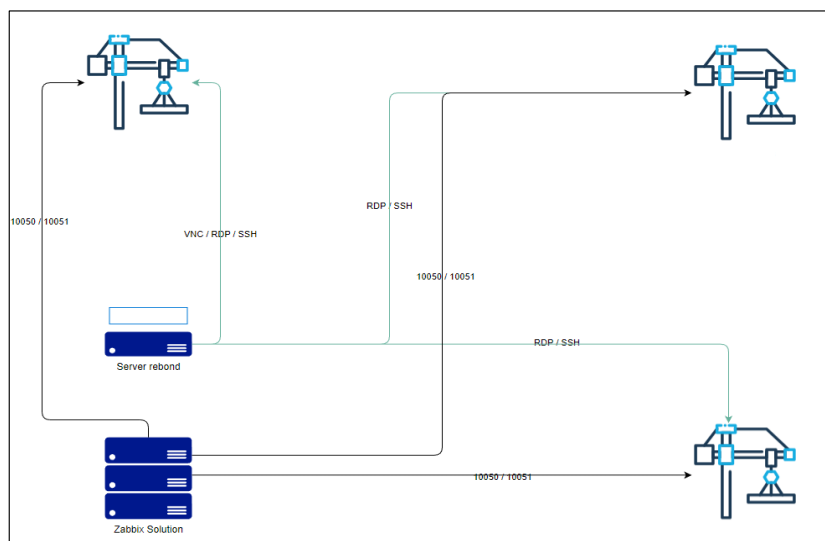 10050 / 10051
VNC / RDP / SSH
RDP / SSH
10050 / 10051
Server rebond
RDP / SSH
10050 / 10051
Zabbix Solution